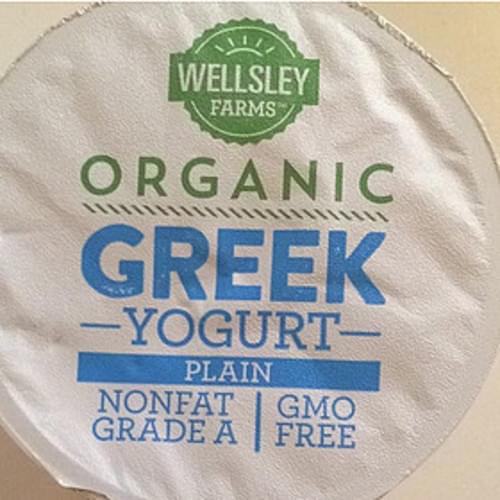 WELLSLEY
FARMS™
ORGANIC
GREEK
YOGURT
PLAIN
NONFAT
GRADE A
GMO
FREE